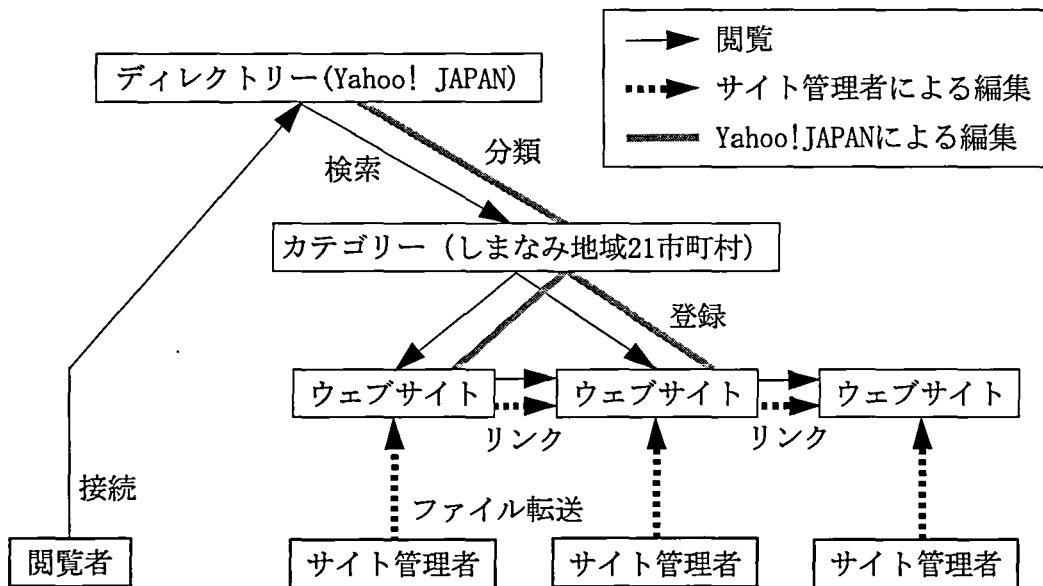 閲覧
サイト管理者による編集
Yahoo!JAPANによる編集
ディレクトリー(Yahoo! JAPAN)
分類
検索
カテゴリー (しまなみ地域21市町村)
登録
ウェブサイト
ウェブサイト
ウェブサイト
リンク
リンク
接続
ファイル転送
閲覧者
サイト管理者
サイト管理者
サイト管理者